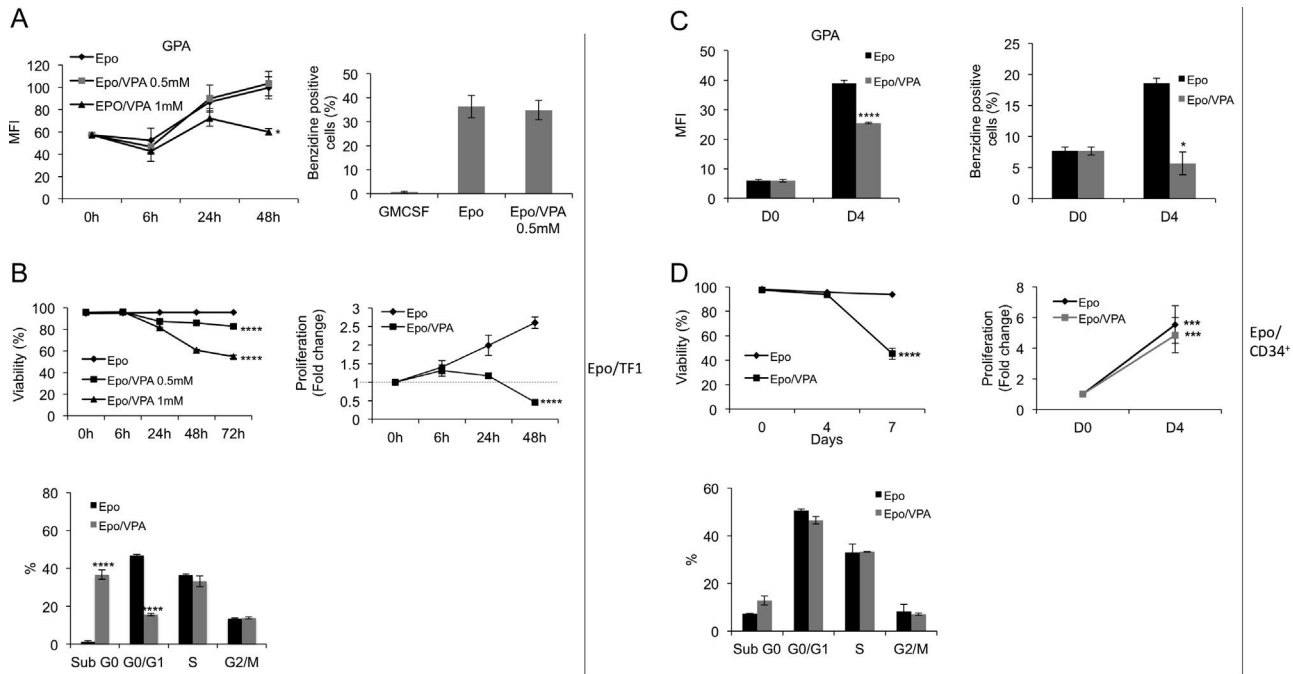 A
GPA
Epo
Epo/VPA 0.5mM
EPO/VPA 1mM
MFI
120
100
80
60
40
20
0
*
0h 6h 24h 48h
Benzidine positive
cells (%)
50
40
30
20
10
0
GMCSF Epo Epo/VPA
0.5mM
B
Viability (%)
100
80
60
40
20
0
****
****
Epo
Epo/VPA 0.5mM
Epo/VPA 1mM
0h 6h 24h 48h 72h
Proliferation
(Fold change)
3
2.5
2
1.5
1
0.5
0
Epo
Epo/VPA
****
0h 6h 24h 48h
%
80
60
40
20
0
Epo
Epo/VPA
****
****
Sub G0 G0/G1 S G2/M
Epo/TF1
C
GPA
MFI
50
40
30
20
10
0
Epo
Epo/VPA
****
D0 D4
Benzidine positive
cells (%)
25
20
15
10
5
0
Epo
Epo/VPA
*
D0 D4
D
Viability (%)
100
80
60
40
20
0
Epo
Epo/VPA
****
0 4 7
Days
Proliferation
(Fold change)
8
6
4
2
0
Epo
Epo/VPA
***
***
D0 D4
%
60
40
20
0
Epo
Epo/VPA
Sub G0 G0/G1 S G2/M
Epo/
CD34⁺